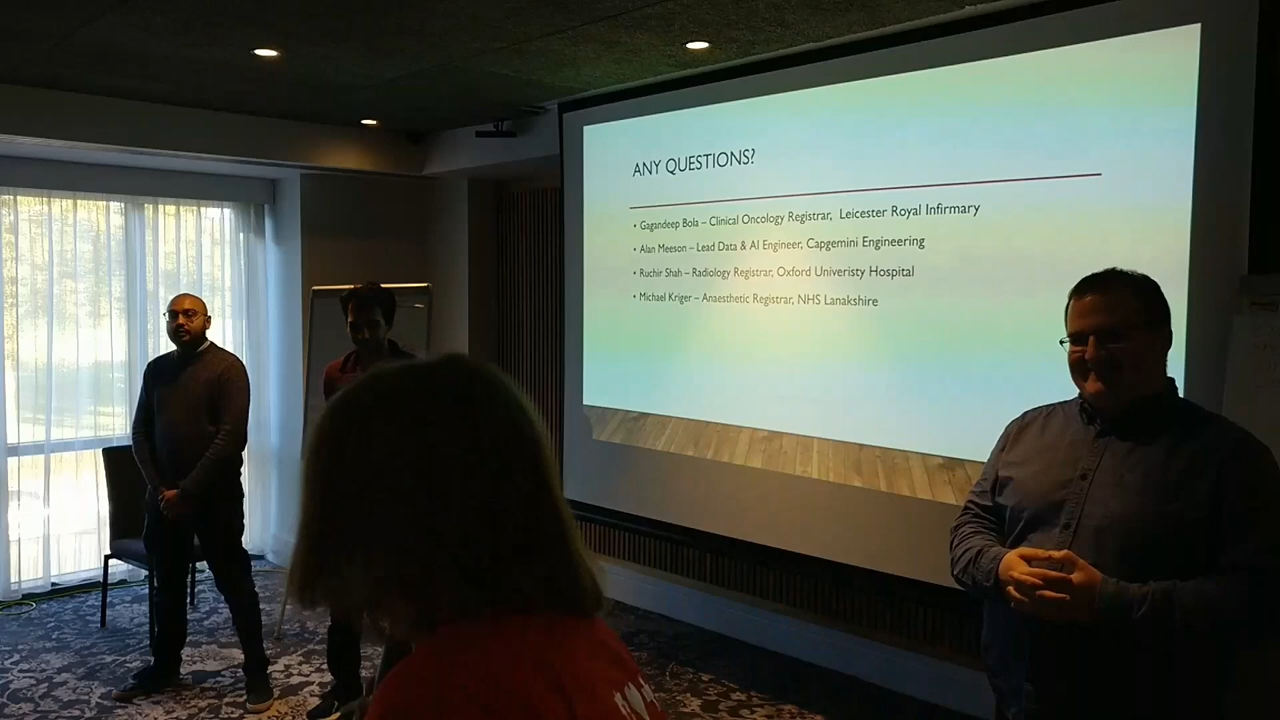 ANY QUESTIONS?
• Gagandeep Bola – Clinical Oncology Registrar, Leicester Royal Infirmary
• Alan Meeson – Lead Data & AI Engineer, Capgemini Engineering
• Ruchir Shah – Radiology Registrar, Oxford Univeristy Hospital
• Michael Kriger – Anaesthetic Registrar, NHS Lanakshire